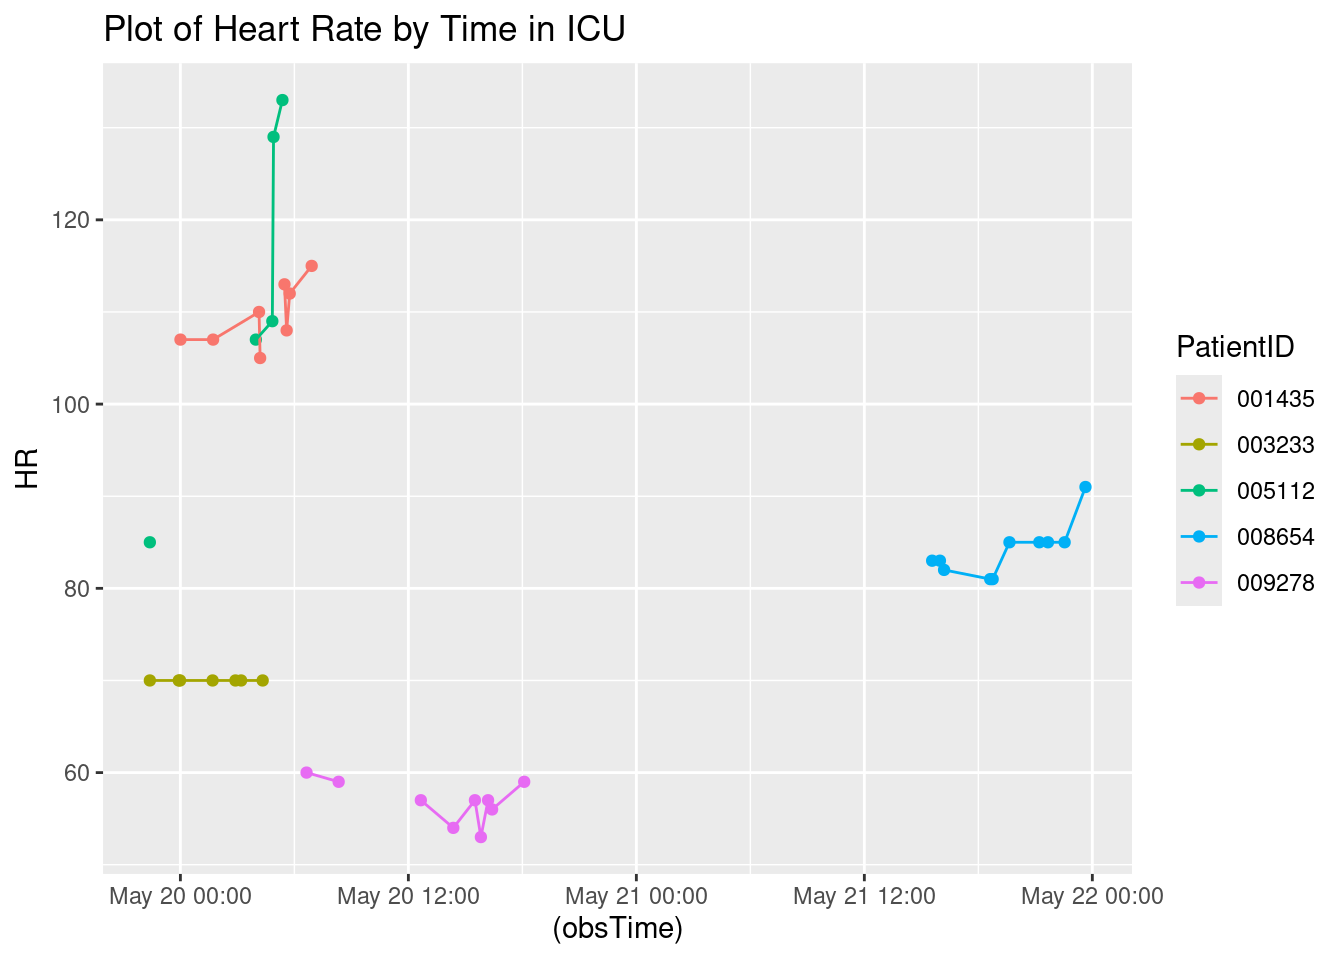 Plot of Heart Rate by Time in ICU
120
100
80
60
HR
May 20 00:00
May 20 12:00
May 21 00:00
May 21 12:00
May 22 00:00
(obsTime)
PatientID
001435
003233
005112
008654
009278